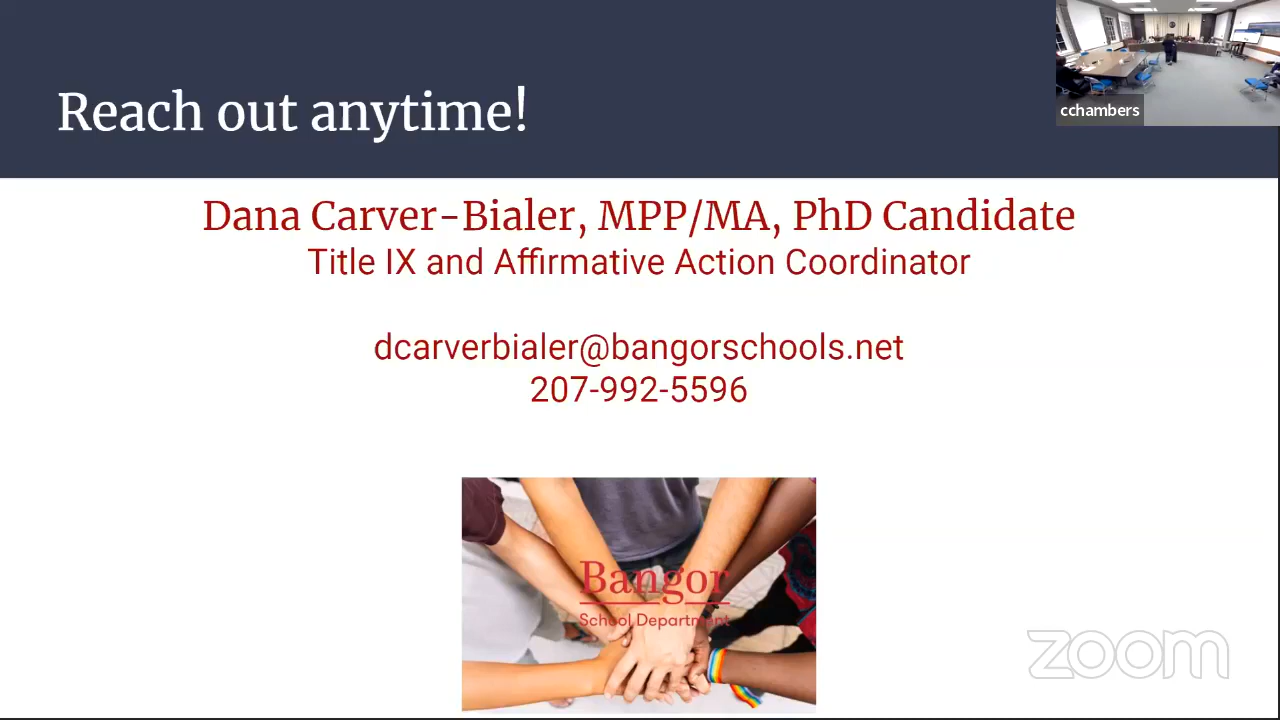 Reach out anytime!
cchambers
Dana Carver-Bialer, MPP/MA, PhD Candidate
Title IX and Affirmative Action Coordinator
dcarverbialer@bangorschools.net
207-992-5596
Bangor
School Department
zoom